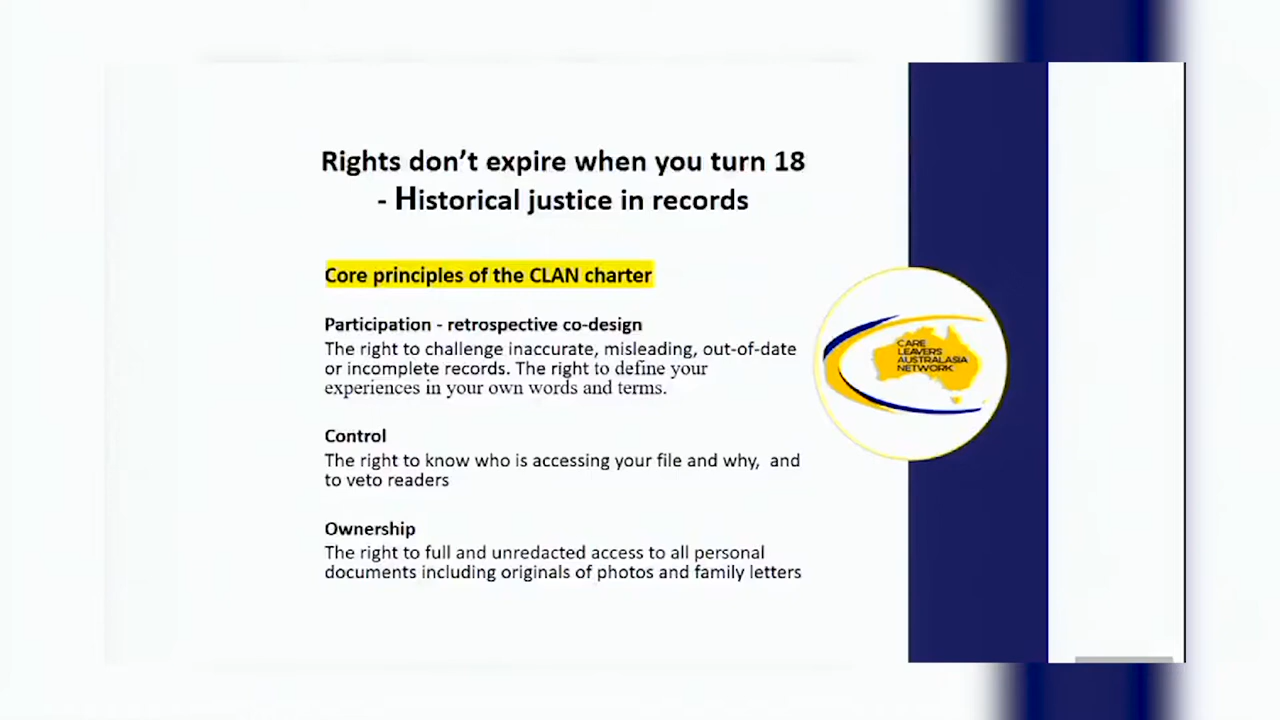 Rights don’t expire when you turn 18
- Historical justice in records
Core principles of the CLAN charter
Participation - retrospective co-design
The right to challenge inaccurate, misleading, out-of-date
or incomplete records. The right to define your
experiences in your own words and terms.
Control
The right to know who is accessing your file and why,  and
to veto readers
Ownership
The right to full and unredacted access to all personal
documents including originals of photos and family letters
CARE
LEAVERS
AUSTRALASIA
NETWORK